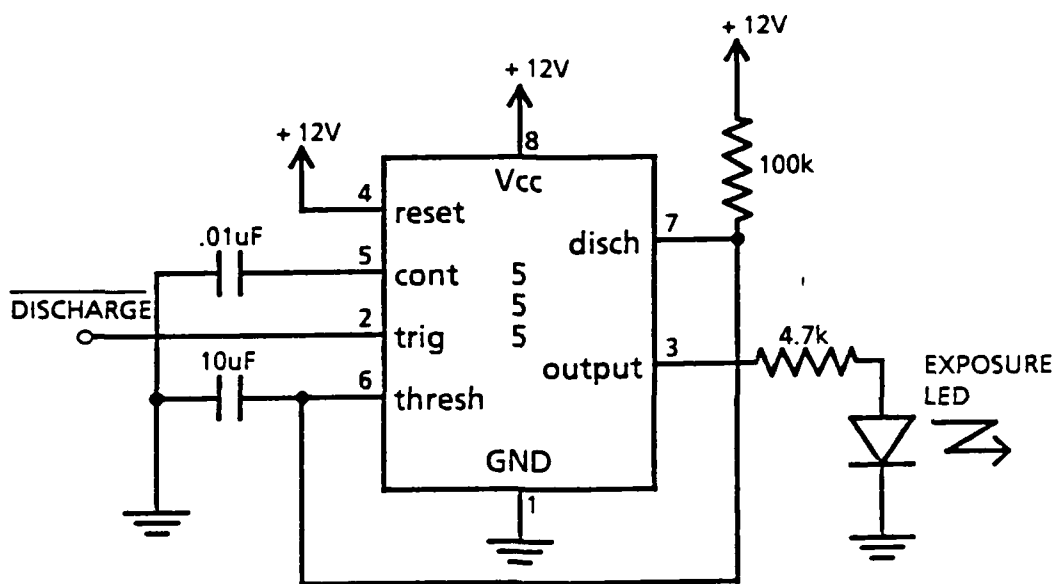 + 12V
+ 12V
+ 12V
8
Vcc
100k
4
reset
7
disch
.01uF
5
cont
5
5
5
DISCHARGE
2
trig
3
output
4.7k
EXPOSURE
LED
10uF
6
thresh
GND
1